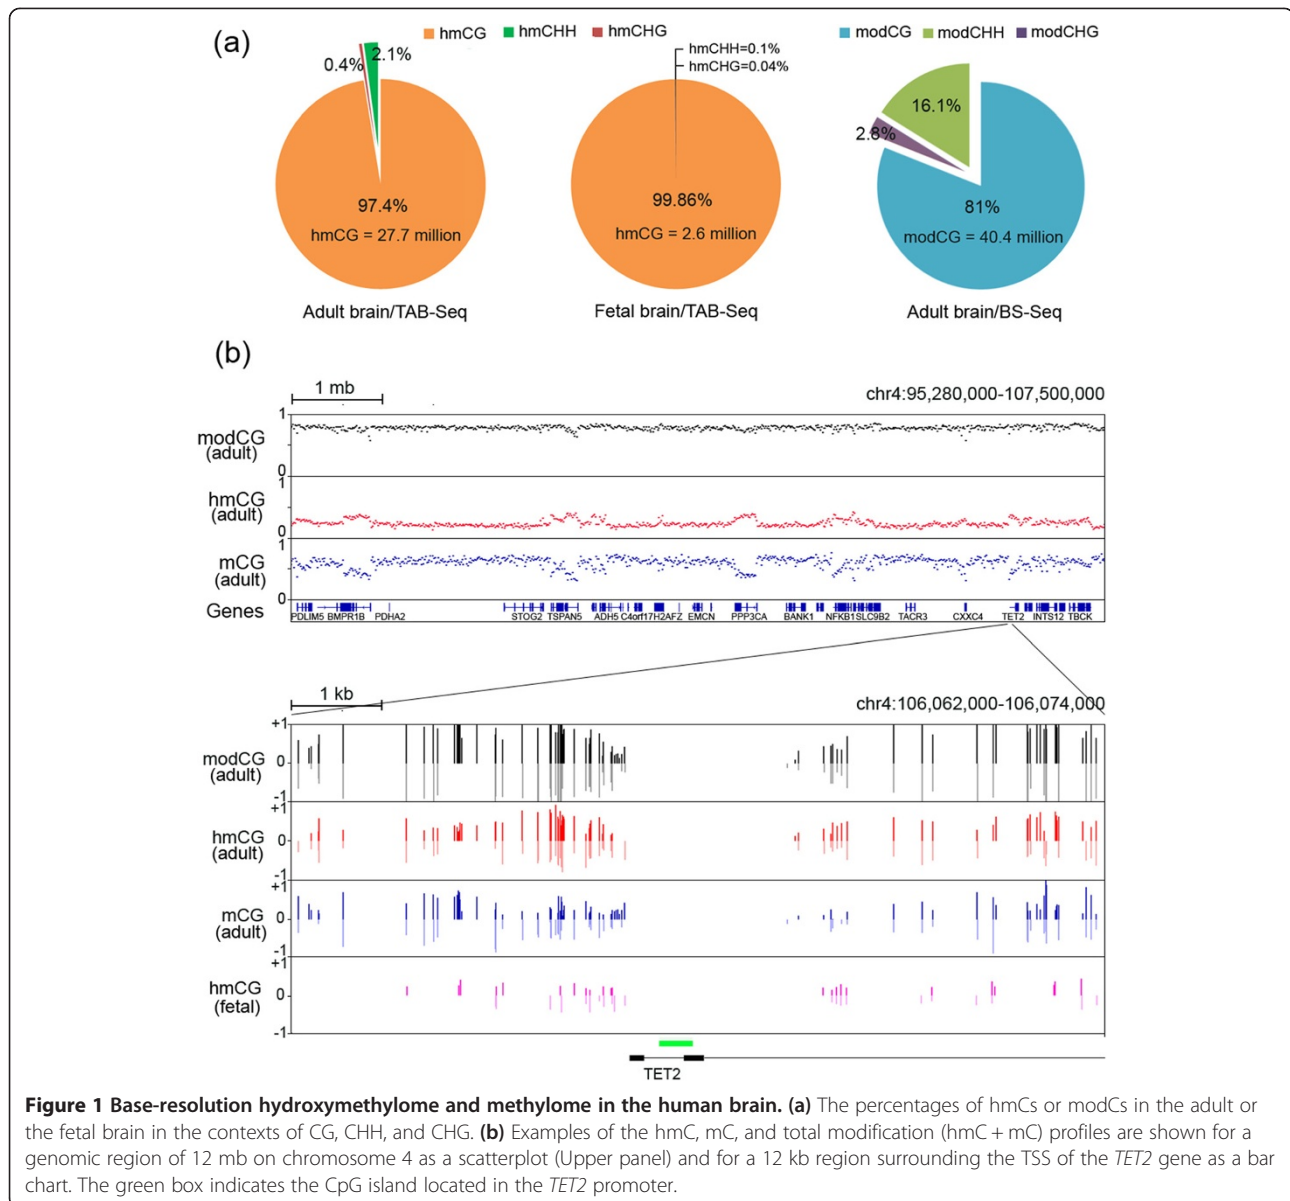 (a)
hmCG hmCHH hmCHG
modCG modCHH modCHG
0.4% 2.1%
97.4%
hmCG = 27.7 million
Adult brain/TAB-Seq
hmCHH=0.1%
hmCHG=0.04%
99.86%
hmCG = 2.6 million
Fetal brain/TAB-Seq
16.1%
2.8%
81%
modCG = 40.4 million
Adult brain/BS-Seq
(b)
1 mb
chr4:95,280,000-107,500,000
1
modCG
(adult)
0
1
hmCG
(adult)
0
1
mCG
(adult)
0
Genes
PDLIM5 BMPR1B PDHA2 STOG2 TSPAN5 ADH5 C4orf17H2AFZ EMCN PPP3CA BANK1 NFKB1SLC9B2 TACR3 CXXC4 TET2 INTS12 TBCK
1 kb
chr4:106,062,000-106,074,000
+1
modCG
0
(adult)
-1
+1
hmCG
0
(adult)
-1
+1
mCG
0
(adult)
-1
+1
hmCG
0
(fetal)
-1
TET2
Figure 1 Base-resolution hydroxymethylome and methylome in the human brain. (a) The percentages of hmCs or modCs in the adult or
the fetal brain in the contexts of CG, CHH, and CHG. (b) Examples of the hmC, mC, and total modification (hmC + mC) profiles are shown for a
genomic region of 12 mb on chromosome 4 as a scatterplot (Upper panel) and for a 12 kb region surrounding the TSS of the TET2 gene as a bar
chart. The green box indicates the CpG island located in the TET2 promoter.